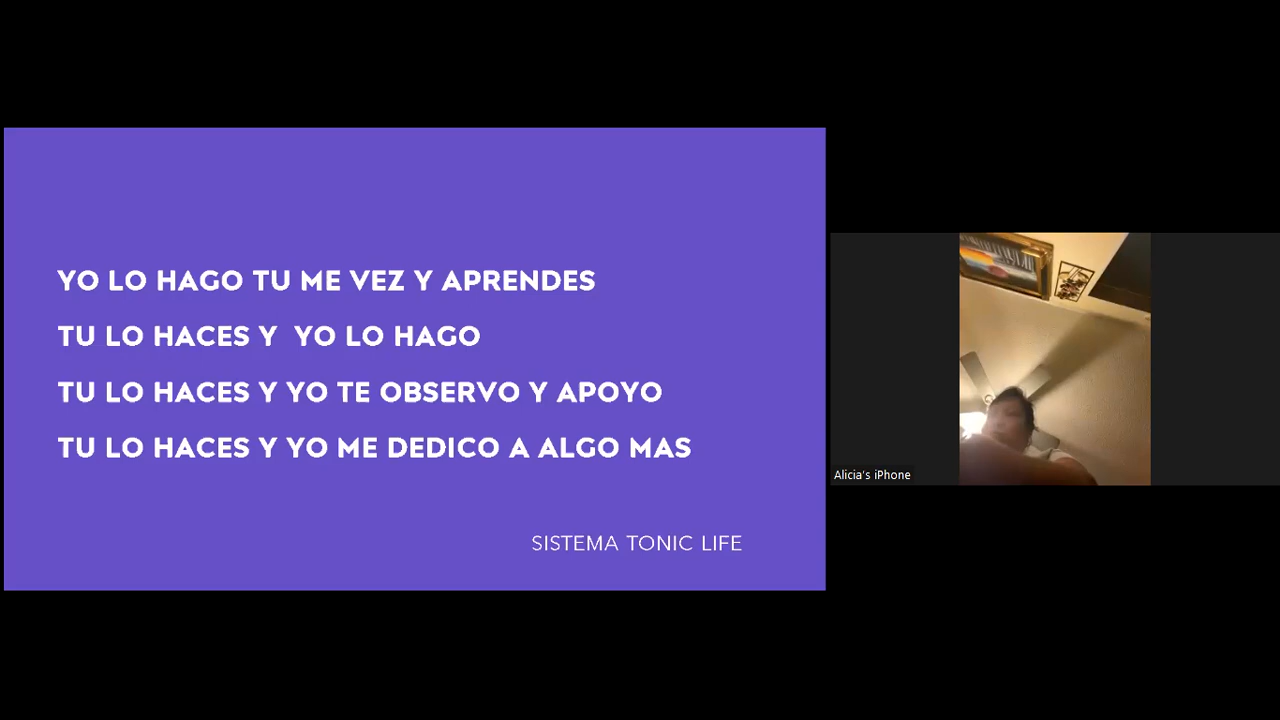 YO LO HAGO TU ME VEZ Y APRENDES
TU LO HACES Y YO LO HAGO
TU LO HACES Y YO TE OBSERVO Y APOYO
TU LO HACES Y YO ME DEDICO A ALGO MAS
SISTEMA TONIC LIFE
Alicia's iPhone